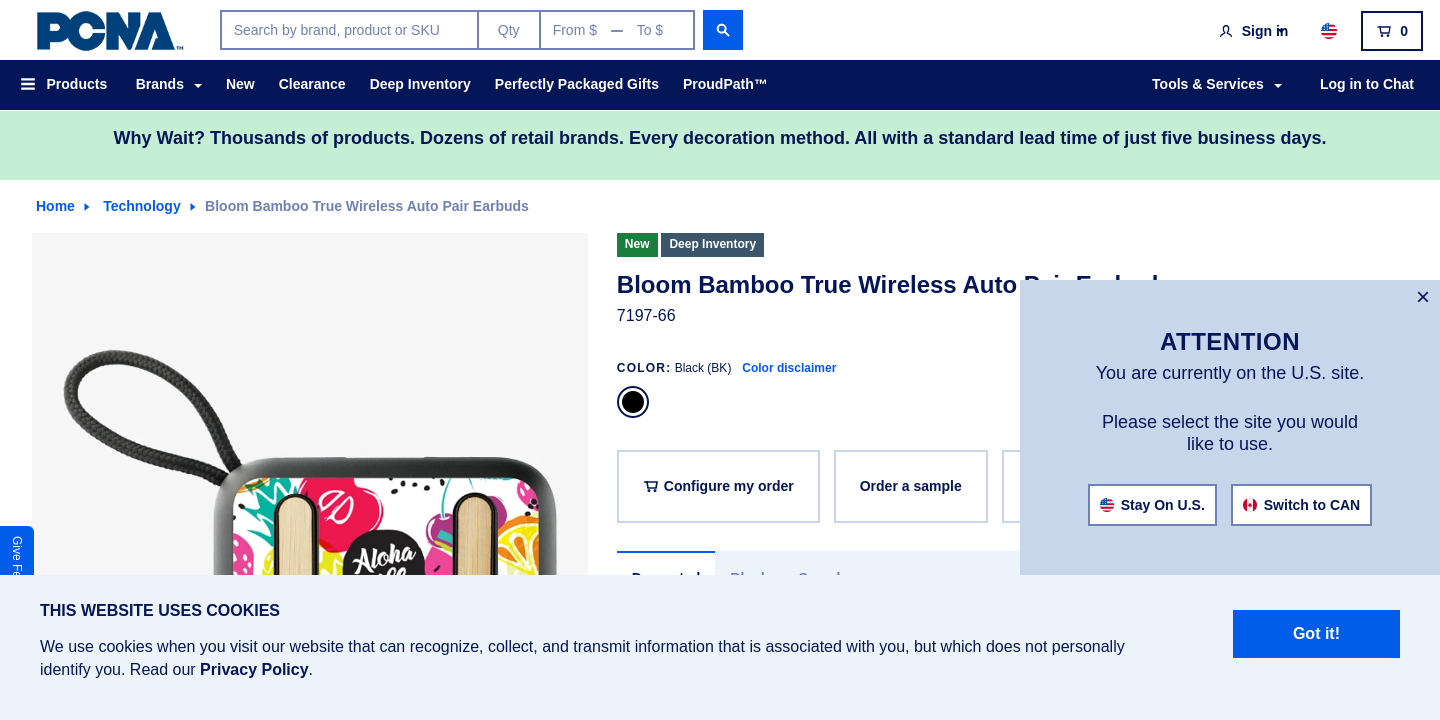 PCNA™
Search by brand, product or SKU
Qty
From $ — To $
Sign in
0
Products
Brands
New
Clearance
Deep Inventory
Perfectly Packaged Gifts
ProudPath™
Tools & Services
Log in to Chat
Why Wait? Thousands of products. Dozens of retail brands. Every decoration method. All with a standard lead time of just five business days.
Home
Technology
Bloom Bamboo True Wireless Auto Pair Earbuds
New
Deep Inventory
Bloom Bamboo True Wireless Auto
7197-66
COLOR: Black (BK) Color disclaimer
Configure my order
Order a sample
ATTENTION
You are currently on the U.S. site.
Please select the site you would
like to use.
Stay On U.S.
Switch to CAN
Aloha
Give
THIS WEBSITE USES COOKIES
We use cookies when you visit our website that can recognize, collect, and transmit information that is associated with you, but which does not personally
identify you. Read our Privacy Policy.
Got it!